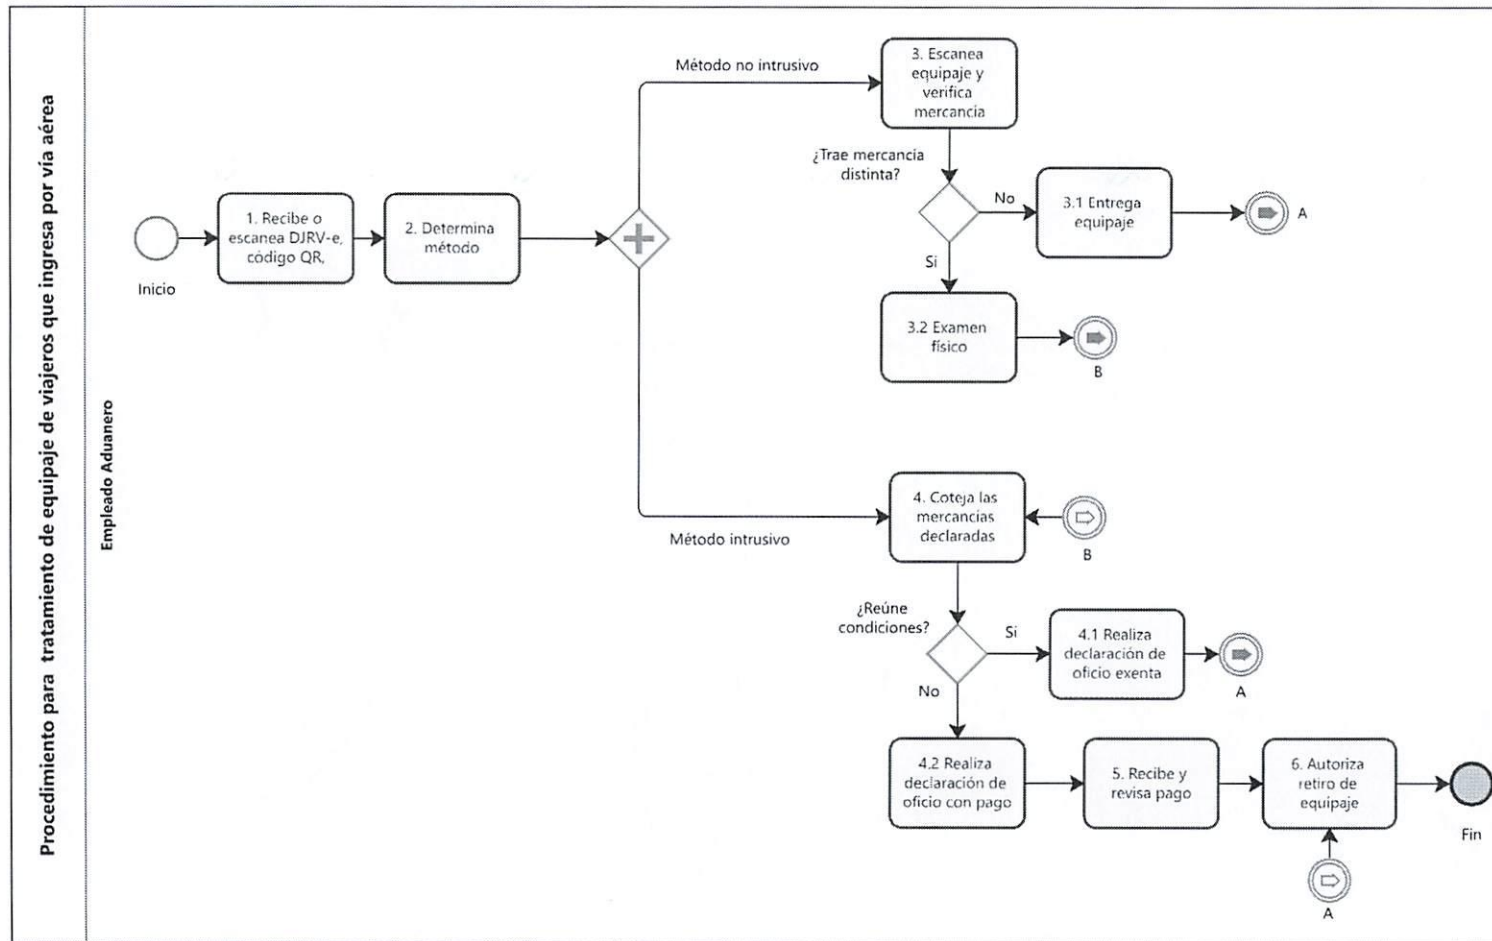 Procedimiento para tratamiento de equipaje de viajeros que ingresa por vía aérea
Empleado Aduanero
Inicio
1. Recibe o
escanea DJRV-e,
código QR,
2. Determina
método
Método no intrusivo
3. Escanea
equipaje y
verifica
mercancia
¿Trae mercancía
distinta?
No
3.1 Entrega
equipaje
A
Si
3.2 Examen
físico
B
Método intrusivo
4. Coteja las
mercancias
declaradas
B
¿Reúne
condiciones?
Si
4.1 Realiza
declaración de
oficio exenta
A
No
4.2 Realiza
declaración de
oficio con pago
5. Recibe y
revisa pago
6. Autoriza
retiro de
equipaje
Fin
A